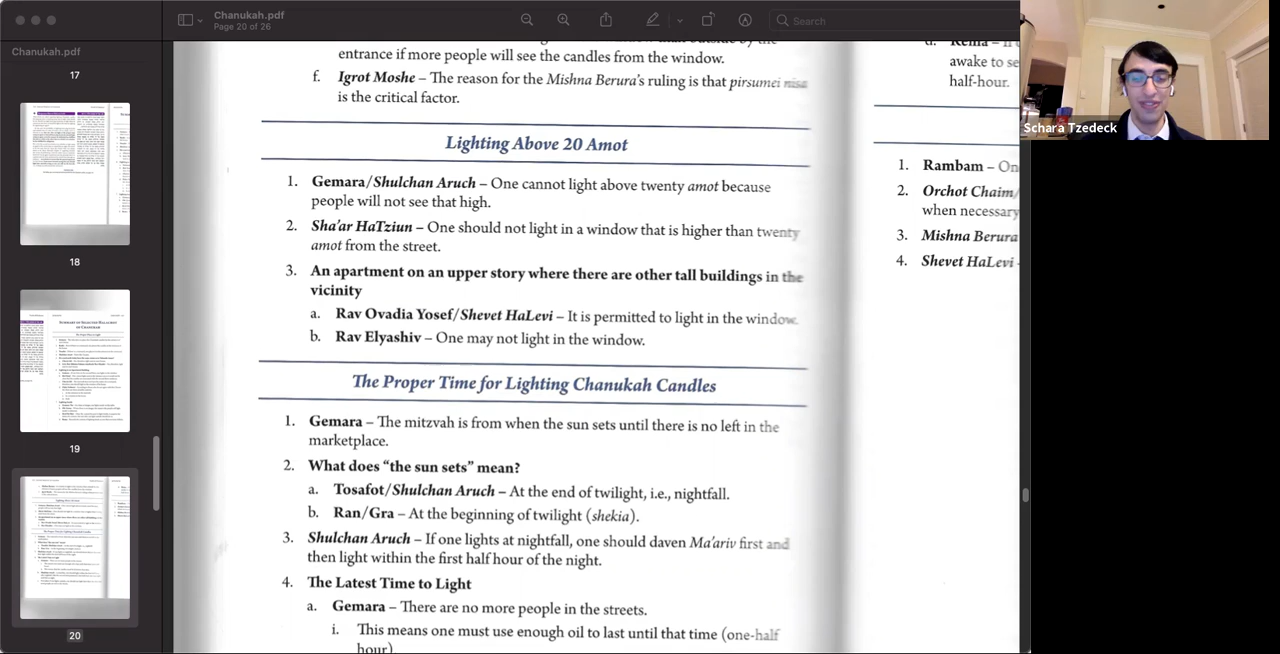 Chanukah.pdf
Page 20 of 26
Search
Chanukah.pdf
17
18
19
20
entrance if more people will see the candles from the window.
f. Igrot Moshe – The reason for the Mishna Berura's ruling is that pirsumei nisa
is the critical factor.
Lighting Above 20 Amot
1. Gemara/Shulchan Aruch – One cannot light above twenty amot because
people will not see that high.
2. Sha'ar HaTziun – One should not light in a window that is higher than twenty
amot from the street.
3. An apartment on an upper story where there are other tall buildings in the
vicinity
a. Rav Ovadia Yosef/Shevet HaLevi – It is permitted to light in the window.
b. Rav Elyashiv – One may not light in the window.
The Proper Time for Lighting Chanukah Candles
1. Gemara – The mitzvah is from when the sun sets until there is no left in the
marketplace.
2. What does “the sun sets” mean?
a. Tosafot/Shulchan Aruch – At the end of twilight, i.e., nightfall.
b. Ran/Gra – At the beginning of twilight (shekia).
3. Shulchan Aruch – If one lights at nightfall, one should daven Ma'ariv first and
then light within the first half hour of the night.
4. The Latest Time to Light
a. Gemara – There are no more people in the streets.
i. This means one must use enough oil to last until that time (one-half
hour)
awake to se
half-hour.
1. Rambam – On
2. Orchot Chaim/
when necessary
3. Mishna Berura
4. Shevet HaLevi –
Schara Tzedeck